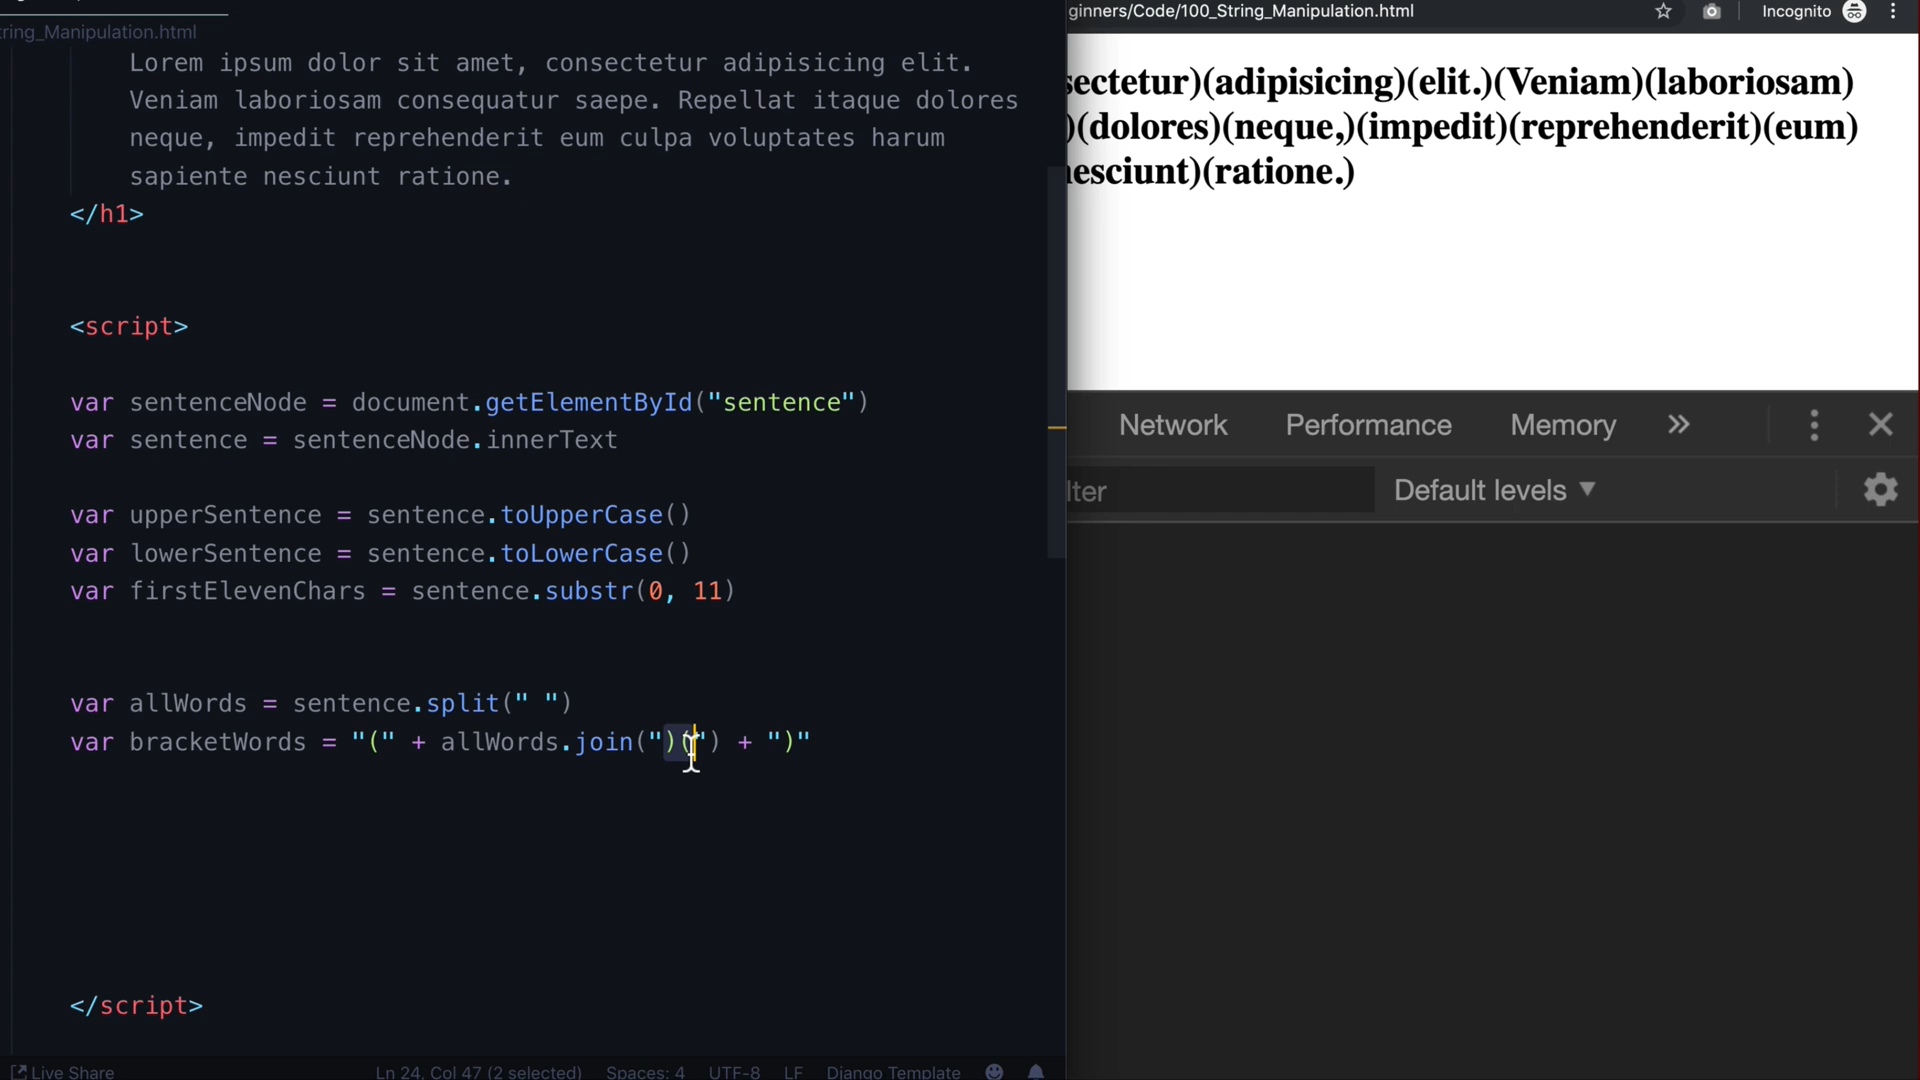 ring_Manipulation.html
Lorem ipsum dolor sit amet, consectetur adipisicing elit.
Veniam laboriosam consequatur saepe. Repellat itaque dolores
neque, impedit reprehenderit eum culpa voluptates harum
sapiente nesciunt ratione.
</h1>
<script>
var sentenceNode = document.getElementById("sentence")
var sentence = sentenceNode.innerText
var upperSentence = sentence.toUpperCase()
var lowerSentence = sentence.toLowerCase()
var firstElevenChars = sentence.substr(0, 11)
var allWords = sentence.split(" ")
var bracketWords = "(" + allWords.join(")(") + ")"
</script>
Live Share Ln 24, Col 47 (2 selected) Spaces: 4 UTF-8 LF Django Template
ginners/Code/100_String_Manipulation.html Incognito
sectetur)(adipisicing)(elit.)(Veniam)(laboriosam)
)(dolores)(neque,)(impedit)(reprehenderit)(eum)
nesciunt)(ratione.)
Network Performance Memory
lter Default levels